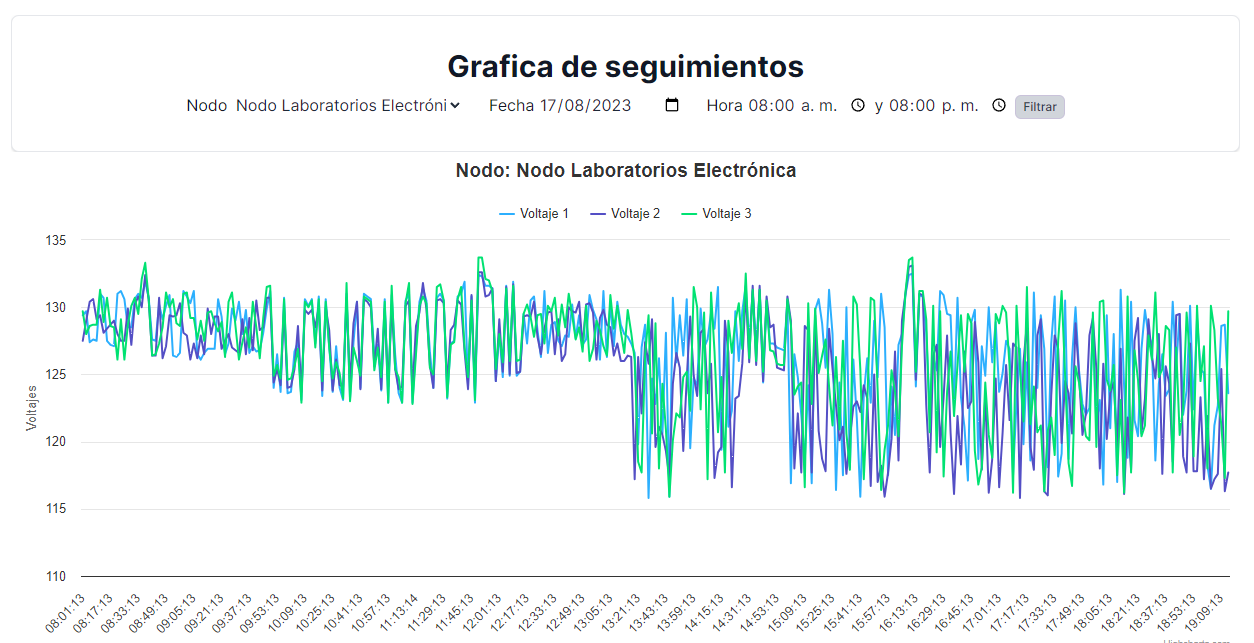 Grafica de seguimientos
Nodo Nodo Laboratorios Electróni Fecha 17/08/2023 Hora 08:00 a. m. y 08:00 p. m. Filtrar
Nodo: Nodo Laboratorios Electrónica
Voltaje 1 Voltaje 2 Voltaje 3
Voltajes
135
130
125
120
115
110
08:01:13 08:17:13 08:33:13 08:49:13 09:05:13 09:21:13 09:37:13 09:53:13 10:09:13 10:25:13 10:41:13 10:57:13 11:13:14 11:29:13 11:45:13 12:01:13 12:17:13 12:33:13 12:49:13 13:05:13 13:21:13 13:43:13 13:59:13 14:15:13 14:31:13 14:53:13 15:09:13 15:25:13 15:41:13 15:57:13 16:13:13 16:29:13 16:45:13 17:01:13 17:17:13 17:33:13 17:49:13 18:05:13 18:21:13 18:37:13 18:53:13 19:09:13